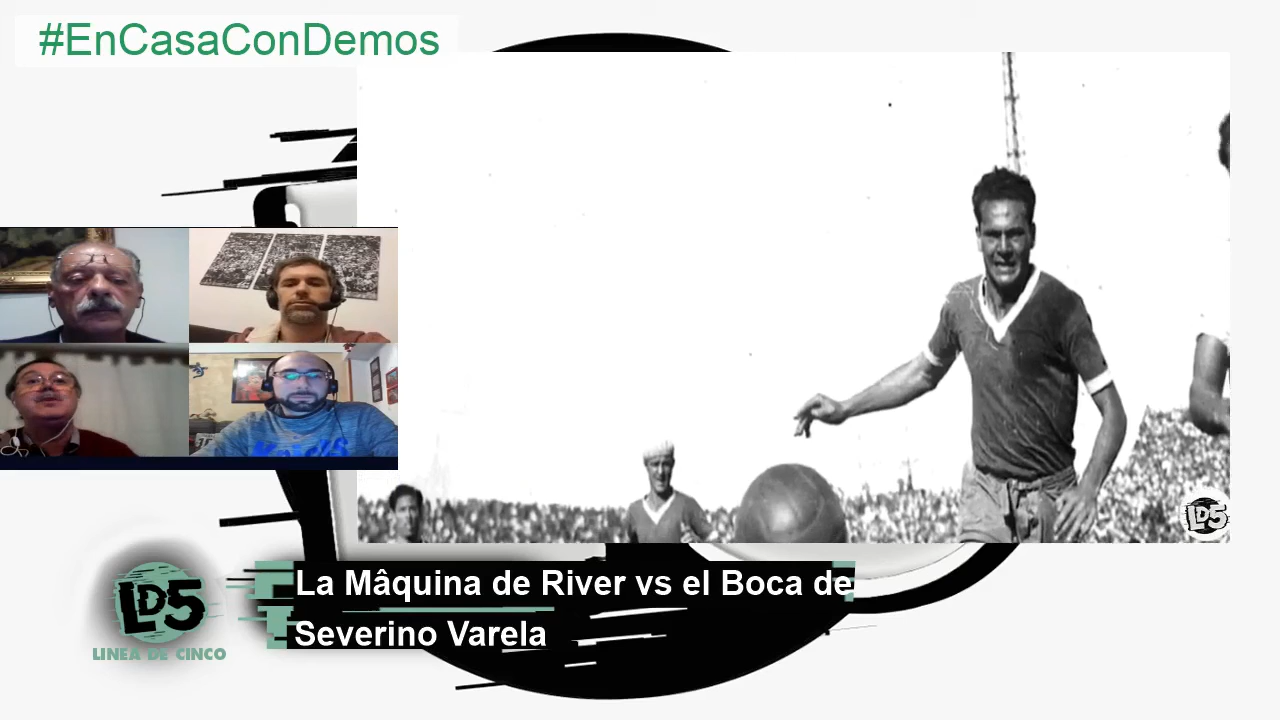 #EnCasaConDemos
LD5
La Mâquina de River vs el Boca de
Severino Varela
LD5
LINEA DE CINCO